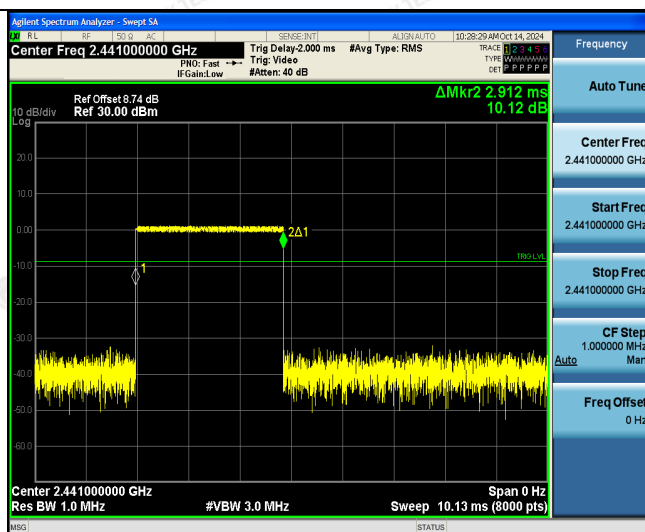 Agilent Spectrum Analyzer - Swept SA
LXI RL RF 50 Ω AC SENSE:INT ALIGN AUTO 10:28:29 AM Oct 14, 2024
Center Freq 2.441000000 GHz Trig Delay-2.000 ms #Avg Type: RMS TRACE 1 2 3 4 5 6
PNO: Fast Trig: Video TYPE WWWWWW
IFGain:Low #Atten: 40 dB DET P P P P P P
Frequency
Auto Tune
Center Freq
2.441000000 GHz
Start Freq
2.441000000 GHz
Stop Freq
2.441000000 GHz
CF Step
1.000000 MHz
Auto Man
Freq Offset
0 Hz
ΔMkr2 2.912 ms
10.12 dB
Ref Offset 8.74 dB
10 dB/div Ref 30.00 dBm
Log
20.0
10.0
0.00
2Δ1
TRIG LVL
-10.0
1
-20.0
-30.0
-40.0
-50.0
-60.0
Center 2.441000000 GHz Span 0 Hz
Res BW 1.0 MHz #VBW 3.0 MHz Sweep 10.13 ms (8000 pts)
MSG STATUS